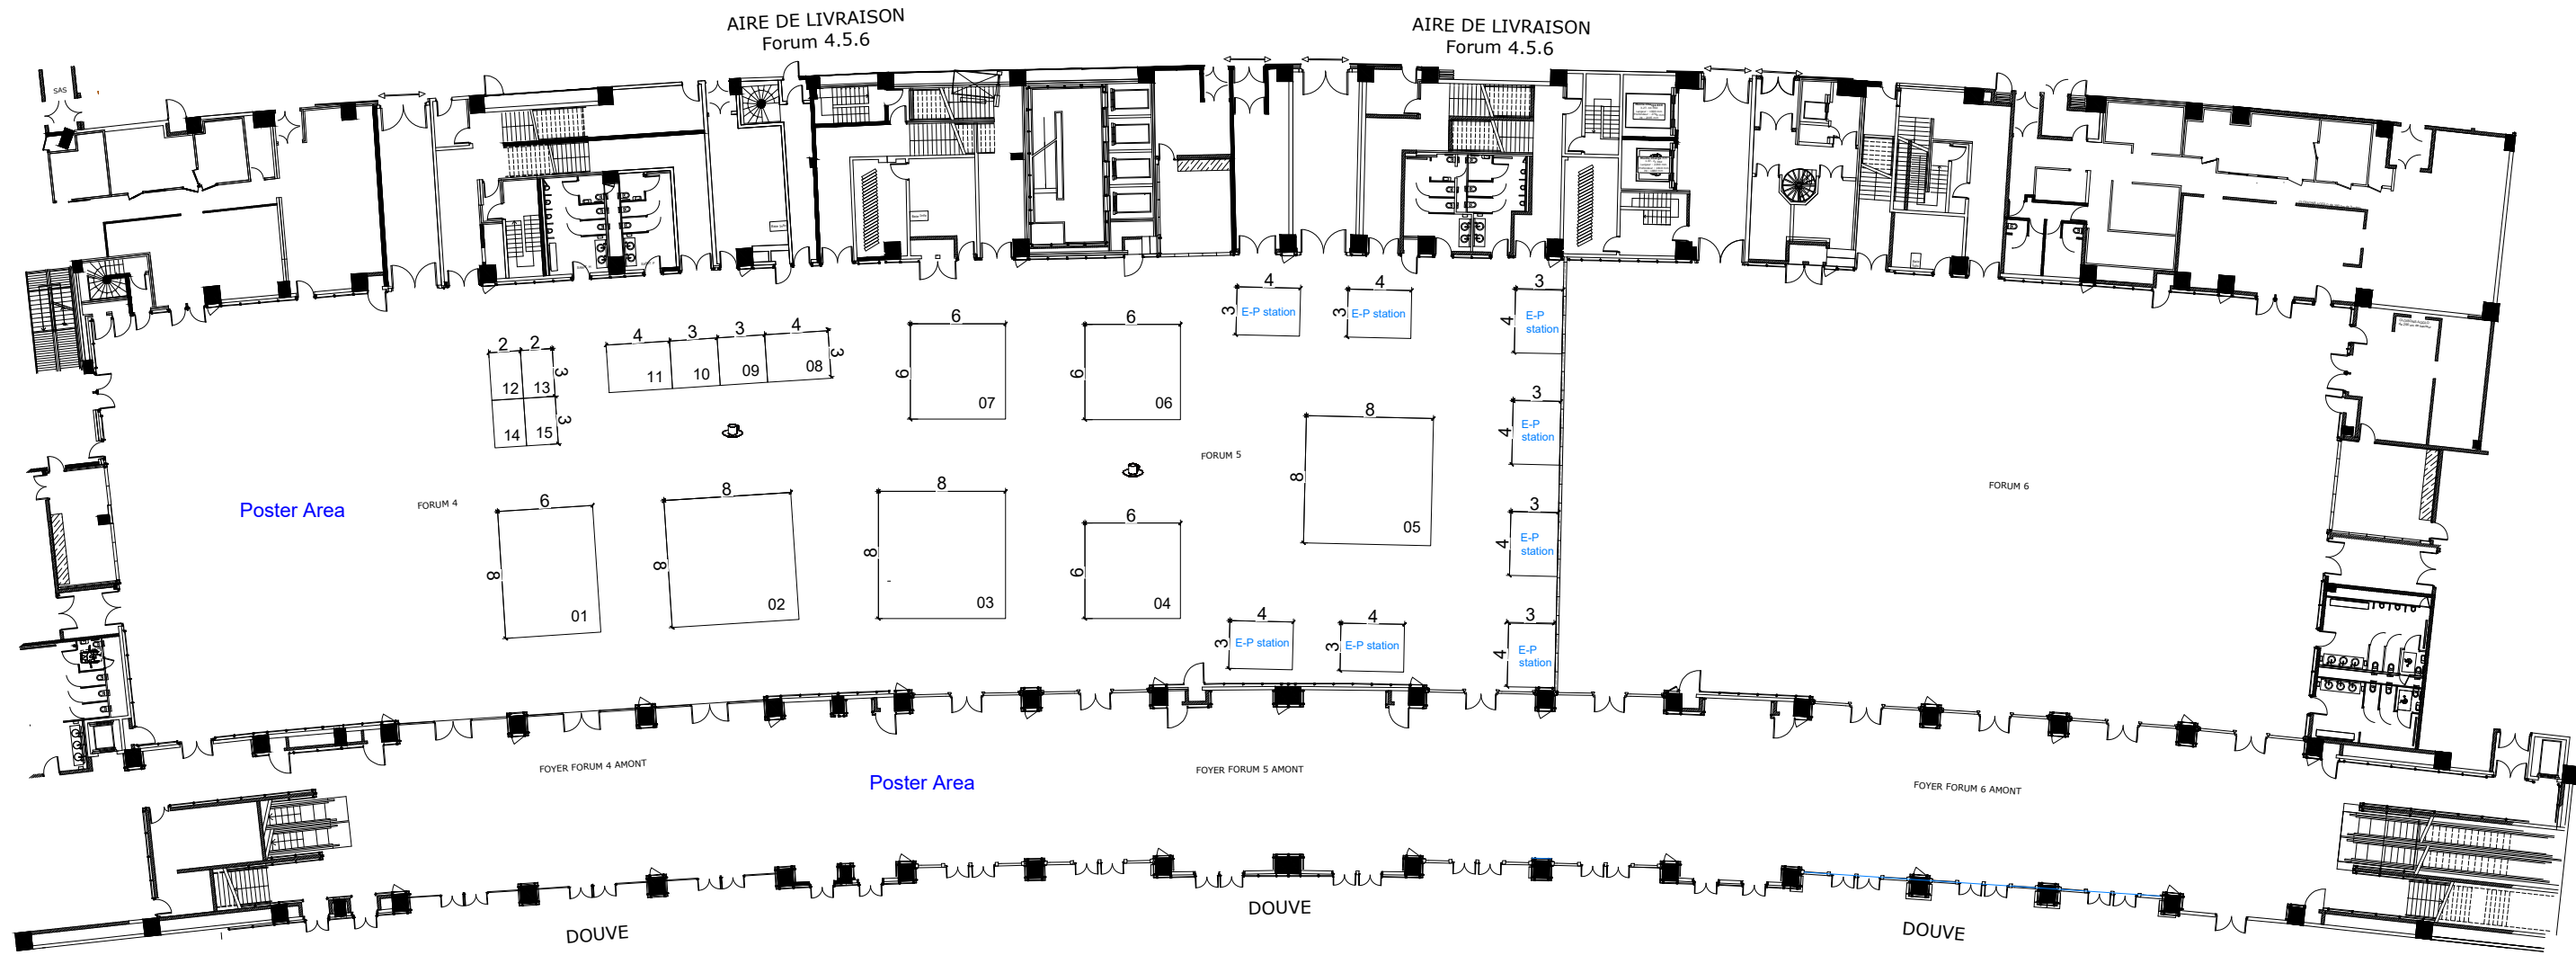 AIRE DE LIVRAISON
Forum 4.5.6
AIRE DE LIVRAISON
Forum 4.5.6
SAS
4
E-P station
3
4
E-P station
3
3
E-P
station
4
2
2
12
13
3
14
15
3
4
3
3
4
11
10
09
08
3
6
6
07
6
6
06
8
8
05
3
E-P
station
4
FORUM 5
FORUM 4
FORUM 6
Poster Area
6
8
01
8
8
02
8
8
03
6
6
04
3
E-P
station
4
4
E-P station
3
4
E-P station
3
3
E-P
station
4
FOYER FORUM 4 AMONT
Poster Area
FOYER FORUM 5 AMONT
FOYER FORUM 6 AMONT
DOUVE
DOUVE
DOUVE